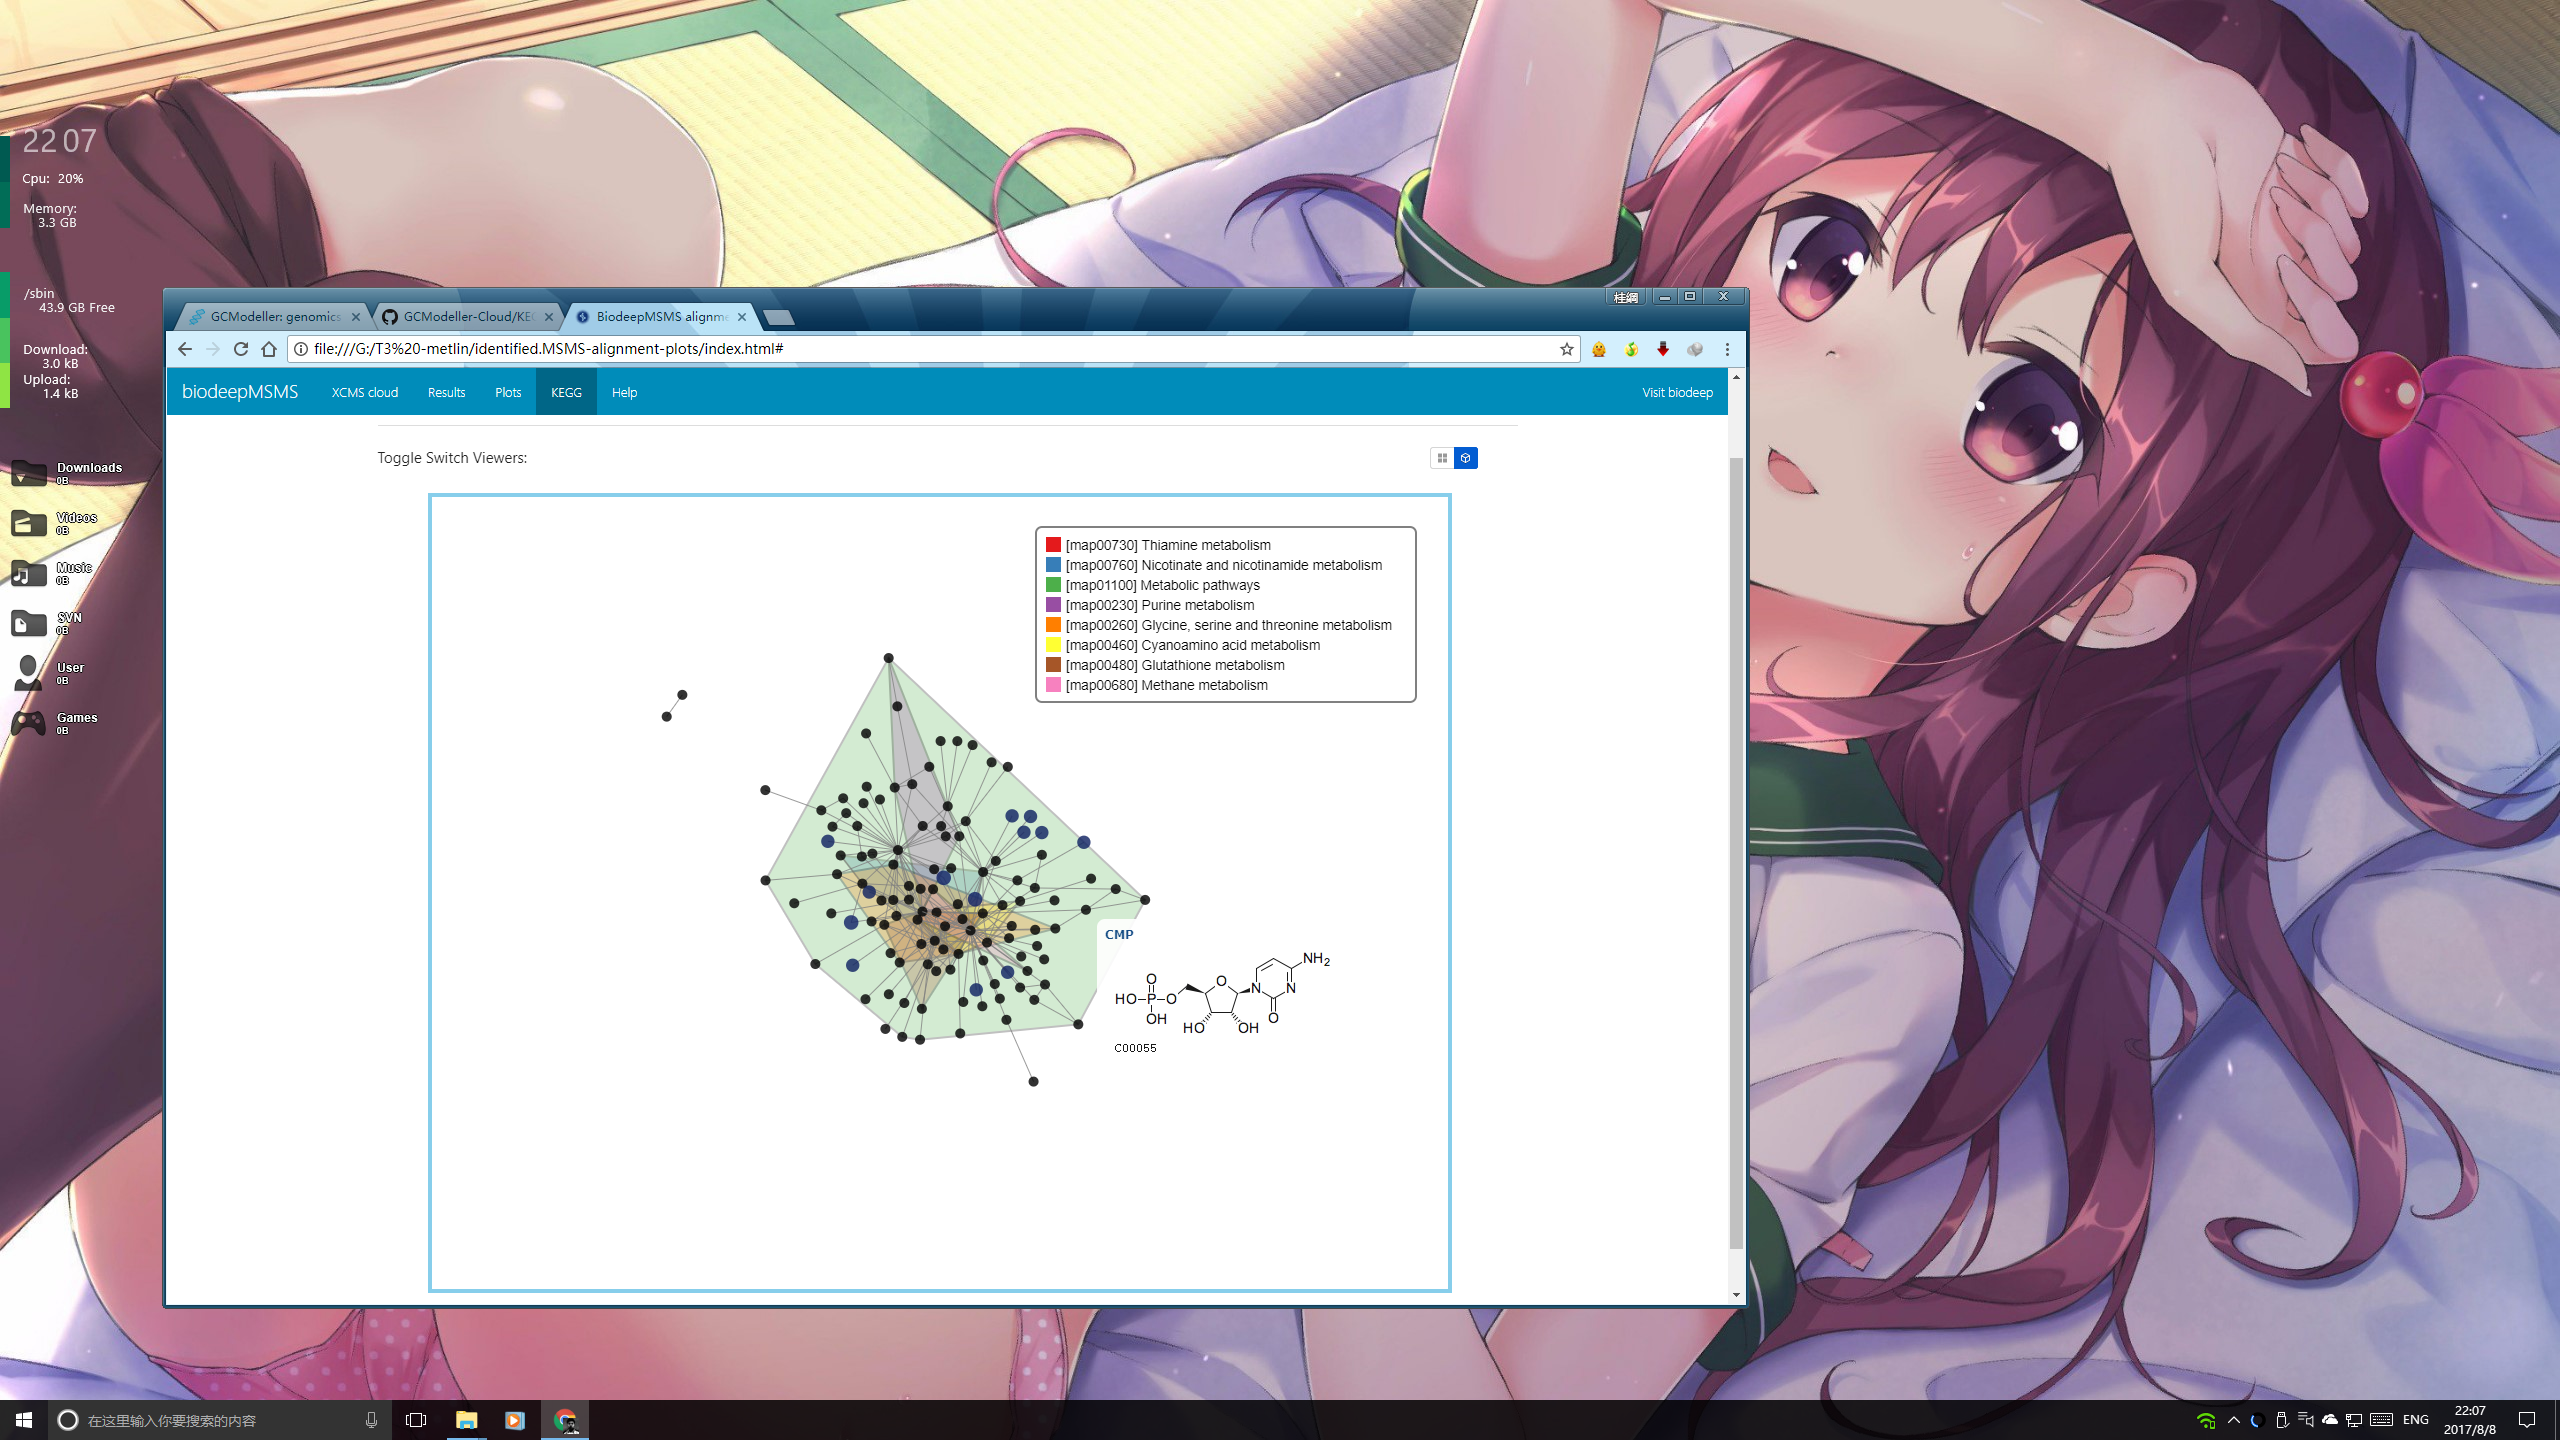 22 07
Cpu: 20%
Memory:
3.3 GB
/sbin
43.9 GB Free
Download:
3.0 kB
Upload:
1.4 kB
Downloads
0B
Videos
0B
Music
0B
SVN
0B
User
0B
Games
0B
桂綱
GCModeller: genomics
GCModeller-Cloud/KEG
BiodeepMSMS alignme
file:///G:/T3%20-metlin/identified.MSMS-alignment-plots/index.html#
biodeepMSMS XCMS cloud Results Plots KEGG Help Visit biodeep
Toggle Switch Viewers:
[map00730] Thiamine metabolism
[map00760] Nicotinate and nicotinamide metabolism
[map01100] Metabolic pathways
[map00230] Purine metabolism
[map00260] Glycine, serine and threonine metabolism
[map00460] Cyanoamino acid metabolism
[map00480] Glutathione metabolism
[map00680] Methane metabolism
CMP
NH2
O O N N
HO P O
OH HO OH O
C00055
在这里输入你要搜索的内容
ENG
22:07
2017/8/8